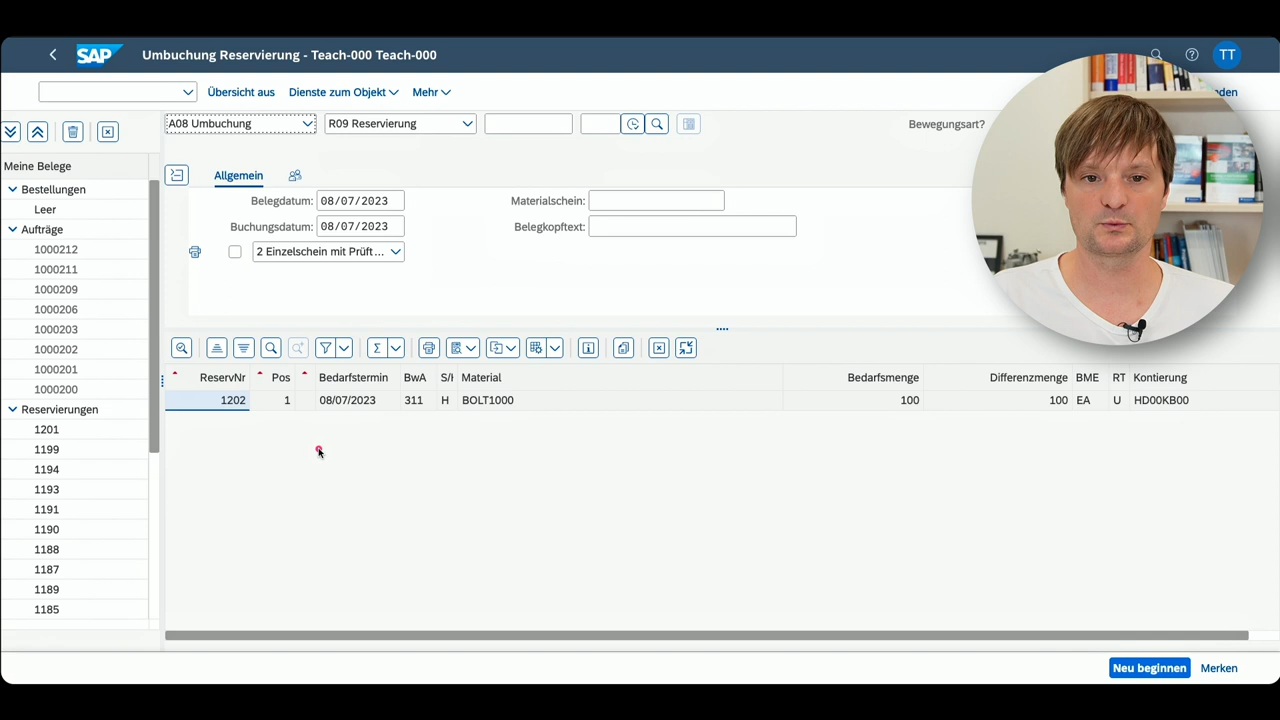 SAP Umbuchung Reservierung - Teach-000 Teach-000 TT
Übersicht aus Dienste zum Objekt Mehr
A08 Umbuchung R09 Reservierung Bewegungsart?
Meine Belege
Bestellungen
Leer
Aufträge
1000212
1000211
1000209
1000206
1000203
1000202
1000201
1000200
Reservierungen
1201
1199
1194
1193
1191
1190
1188
1187
1189
1185
Allgemein
Belegdatum: 08/07/2023 Materialschein:
Buchungsdatum: 08/07/2023 Belegkopftext:
2 Einzelschein mit Prüft...
ReservNr Pos Bedarfstermin BwA S/H Material Bedarfsmenge Differenzmenge BME RT Kontierung
1202 1 08/07/2023 311 H BOLT1000 100 100 EA U HD00KB00
Neu beginnen Merken